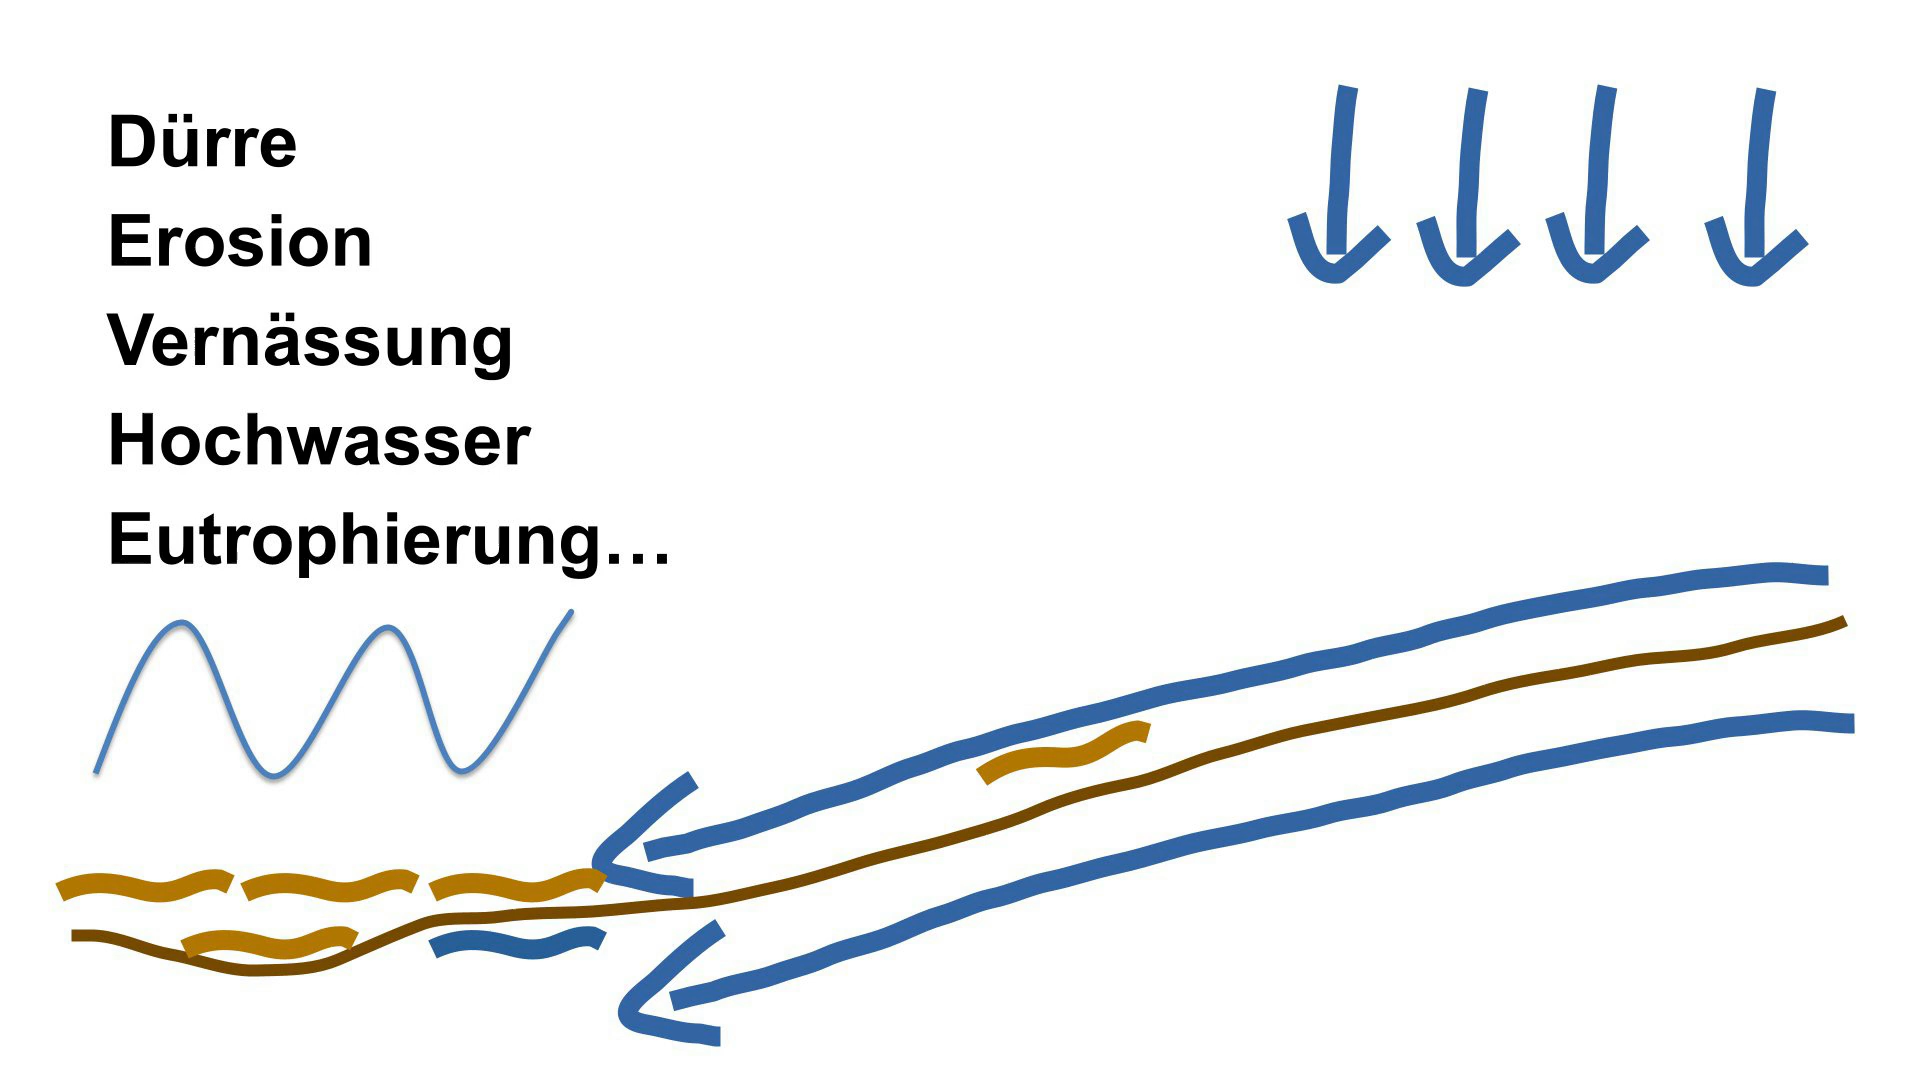 Dürre
Erosion
Vernässung
Hochwasser
Eutrophierung…